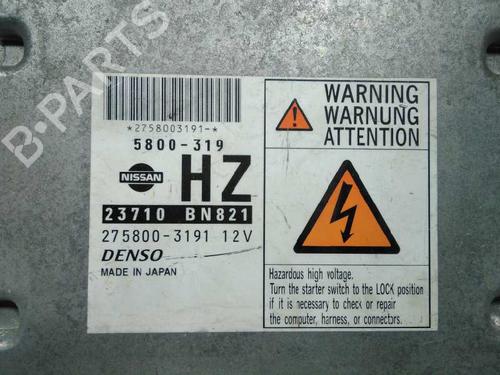 B-PARTS
*2758003191-*
5800-319
NISSAN
HZ
23710 BN821
275800-3191 12V
DENSO
MADE IN JAPAN
WARNING
WARNUNG
ATTENTION
Hazardous high voltage.
Turn the starter switch to the LOCK position
if it is necessary to check or repair
the computer, harness, or connectors.